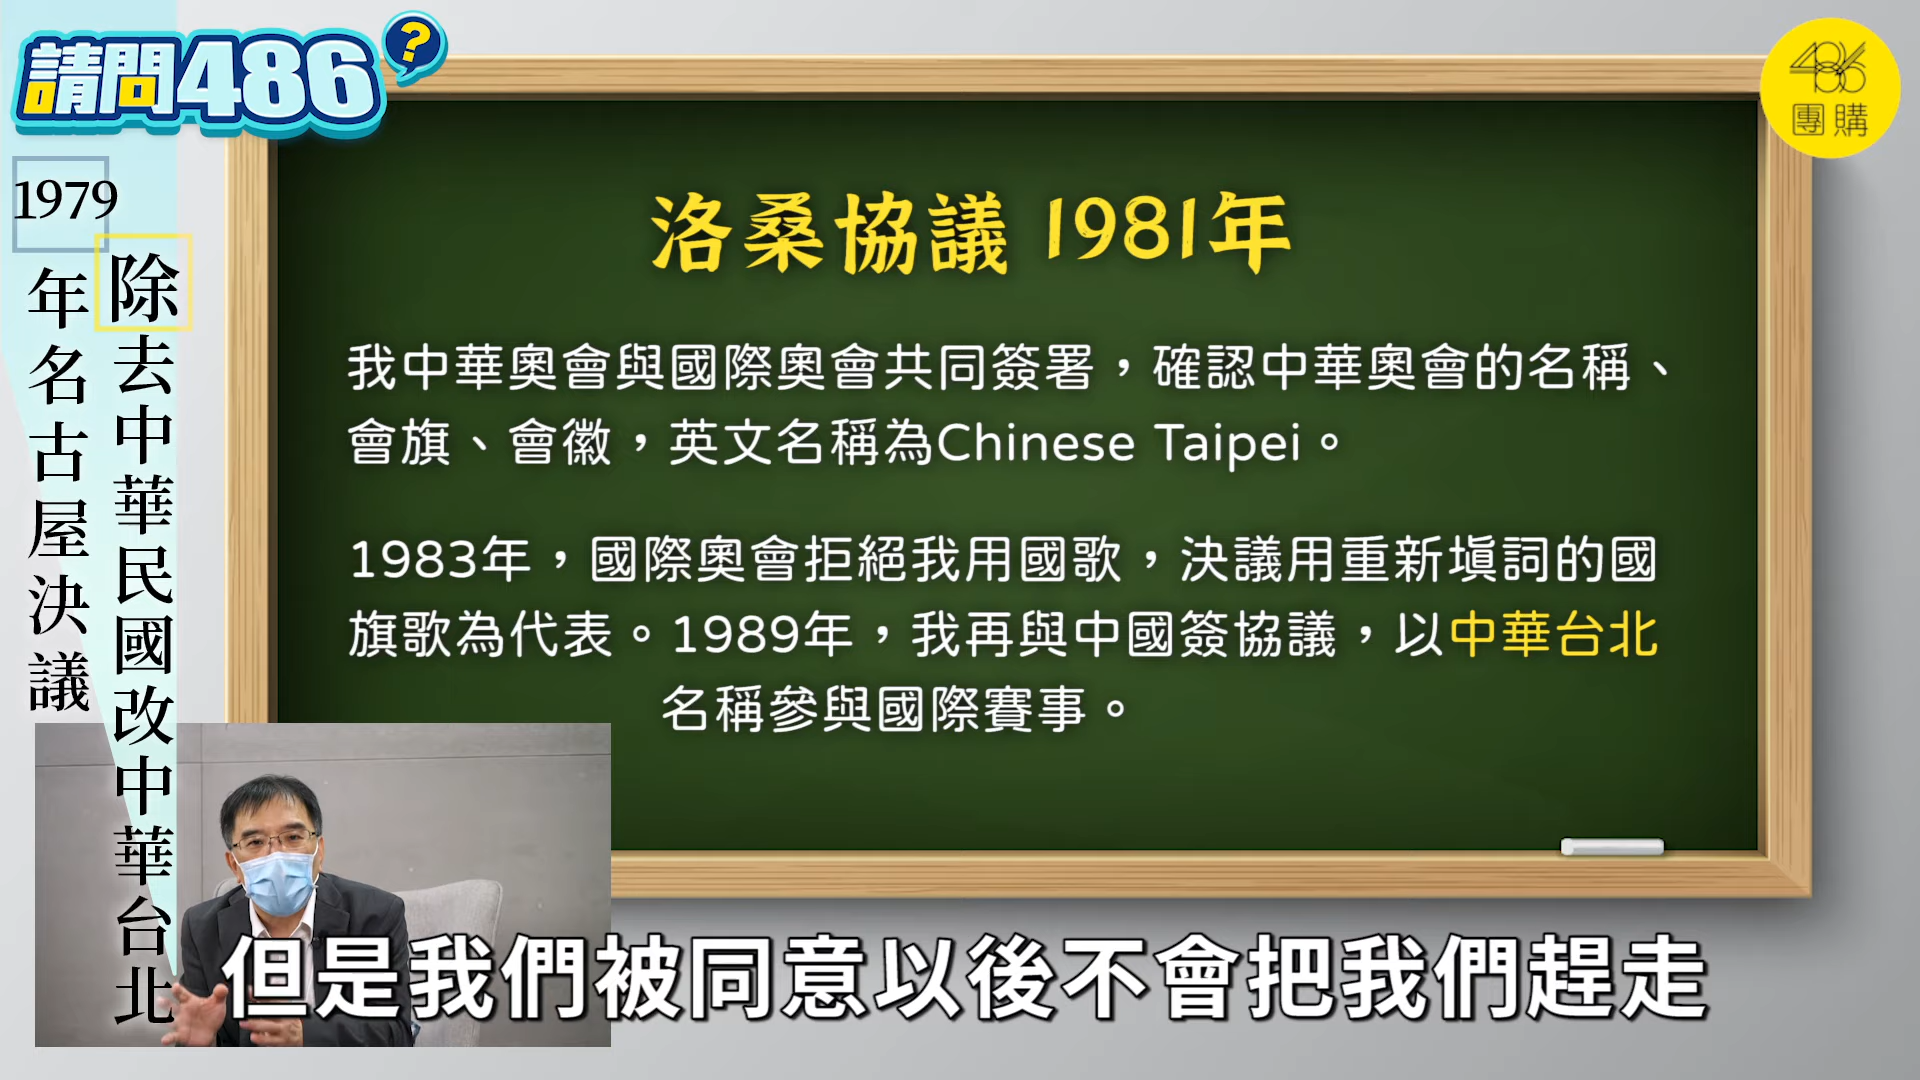 請問486?
486
團購
1979
年名古屋決議
除去中華民國改中華台北
洛桑協議 1981年
我中華奧會與國際奧會共同簽署，確認中華奧會的名稱、
會旗、會徽，英文名稱為Chinese Taipei。
1983年，國際奧會拒絕我用國歌，決議用重新填詞的國
旗歌為代表。1989年，我再與中國簽協議，以中華台北
名稱參與國際賽事。
但是我們被同意以後不會把我們趕走